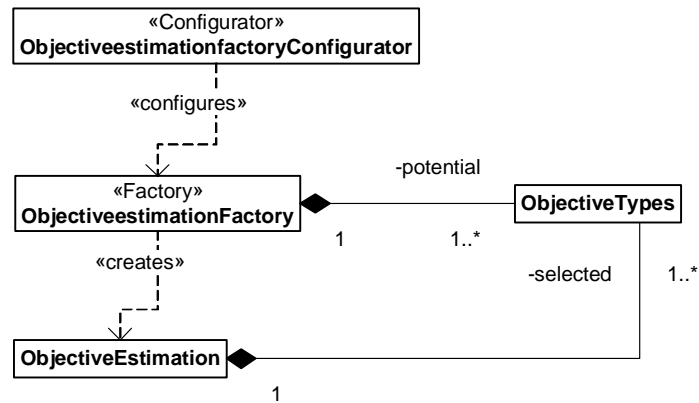 «Configurator»
ObjectiveestimationfactoryConfigurator
«configures»
-potential
«Factory»
ObjectiveestimationFactory
ObjectiveTypes
1
1..*
«creates»
-selected
1..*
ObjectiveEstimation
1